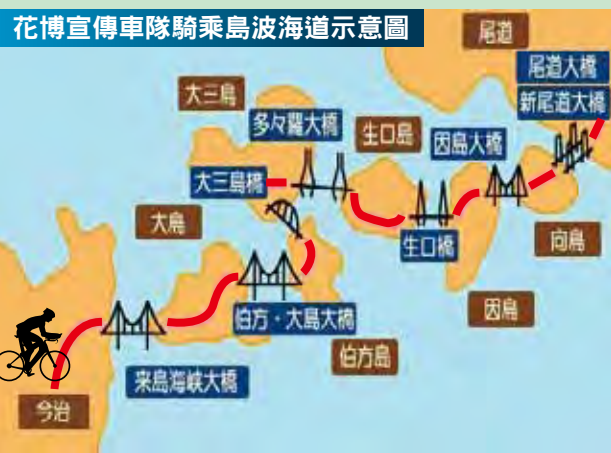 花博宣傳車隊騎乘島波海道示意圖
尾道
尾道大橋
新尾道大橋
大三島
多々羅大橋
生口島
因島大橋
大三島橋
大島
生口橋
向島
伯方・大島大橋
因島
伯方島
来島海峡大橋
今治